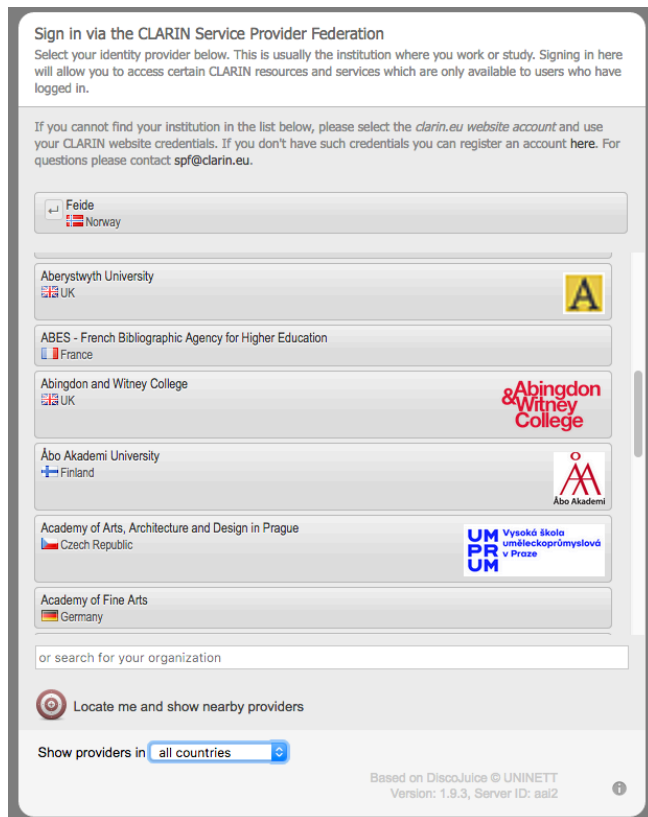 Sign in via the CLARIN Service Provider Federation
Select your identity provider below. This is usually the institution where you work or study. Signing in here
will allow you to access certain CLARIN resources and services which are only available to users who have
logged in.
If you cannot find your institution in the list below, please select the clarin.eu website account and use
your CLARIN website credentials. If you don't have such credentials you can register an account here. For
questions please contact spf@clarin.eu.
Feide
Norway
Aberystwyth University
UK
A
ABES - French Bibliographic Agency for Higher Education
France
Abingdon and Witney College
UK
&Abingdon
Witney
College
Åbo Akademi University
Finland
ÅA
Åbo Akademi
Academy of Arts, Architecture and Design in Prague
Czech Republic
UM
PR
UM
Vysoká škola
uměleckoprůmyslová
v Praze
Academy of Fine Arts
Germany
or search for your organization
Locate me and show nearby providers
Show providers in all countries
Based on DiscoJuice © UNINETT
Version: 1.9.3, Server ID: aai2